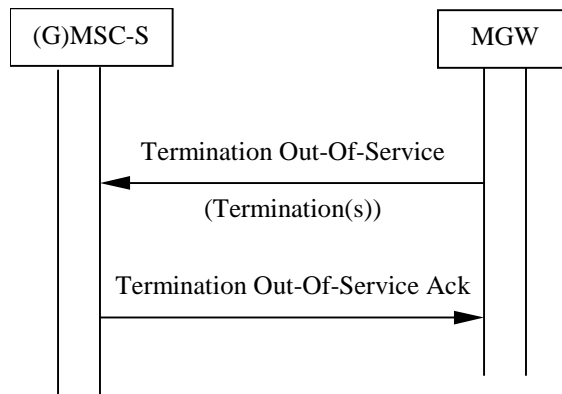 (G)MSC-S
MGW
Termination Out-Of-Service
(Termination(s))
Termination Out-Of-Service Ack